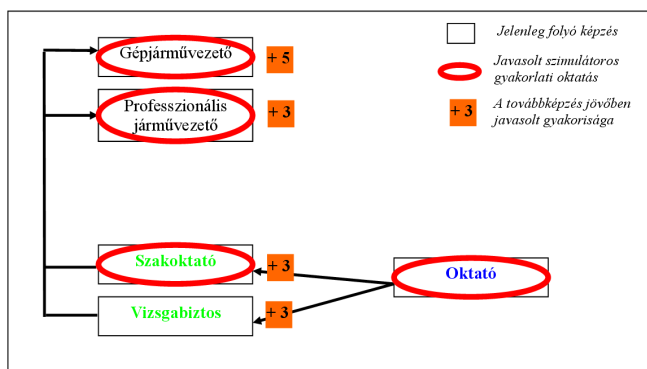 Gépjárművezető
+ 5
Professzionális
járművezető
+ 3
Szakoktató
+ 3
Vizsgabiztos
+ 3
Oktató
Jelenleg folyó képzés
Javasolt szimulátoros
gyakorlati oktatás
+ 3
A továbbképzés jövőben
javasolt gyakorisága